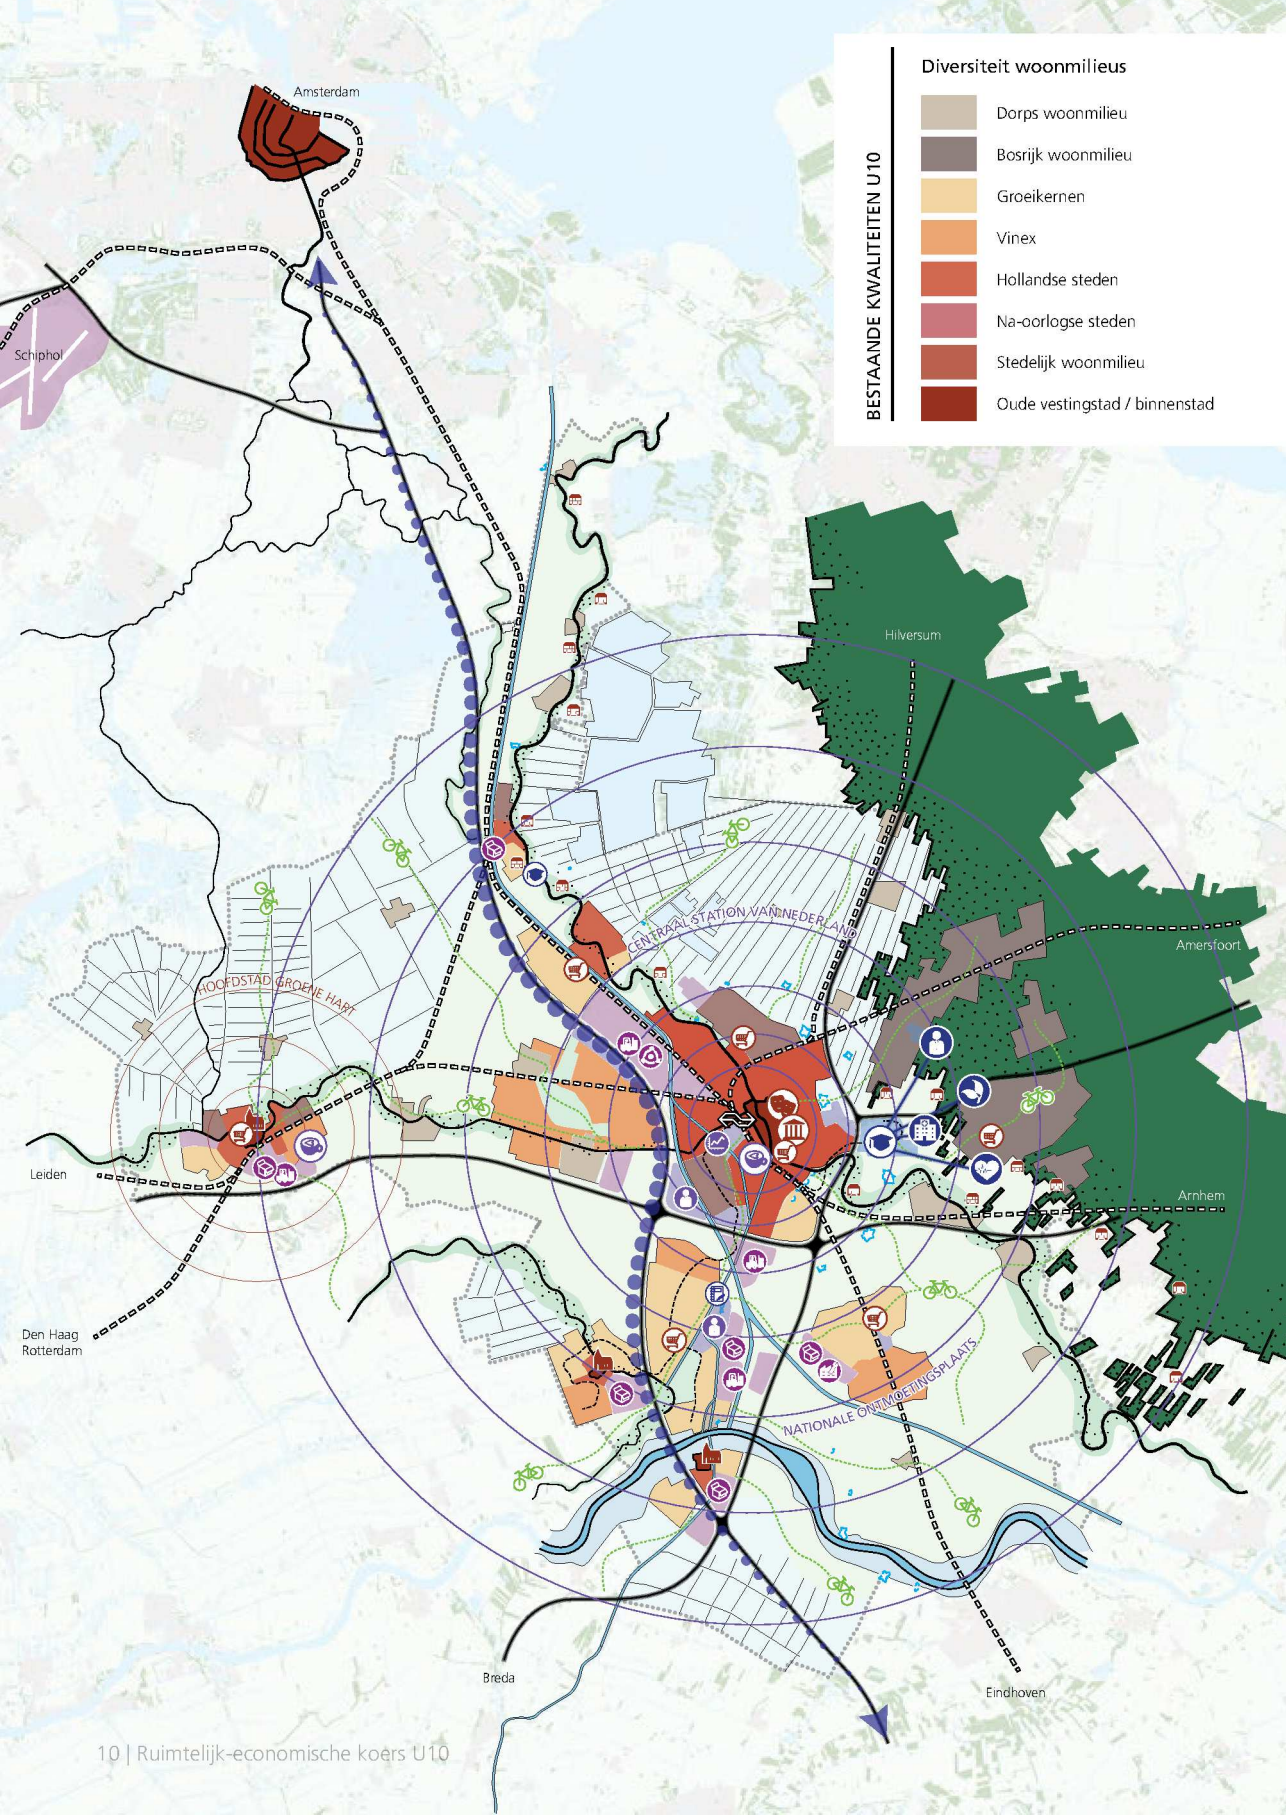 Diversiteit woonmilieus
Dorps woonmilieu
Bosrijk woonmilieu
Groeikernen
Vinex
Hollandse steden
Na-oorlogse steden
Stedelijk woonmilieu
Oude vestingstad / binnenstad
BESTAANDE KWALITEITEN U10
Amsterdam
Schiphol
Hilversum
CENTRAAL STATION VAN NEDERLAND
Amersfoort
HOOFDSTAD GROENE HART
Leiden
Arnhem
Den Haag
Rotterdam
NATIONALE ONTMOETINGSPLAATS
Breda
Eindhoven
10 | Ruimtelijk-economische koers U10